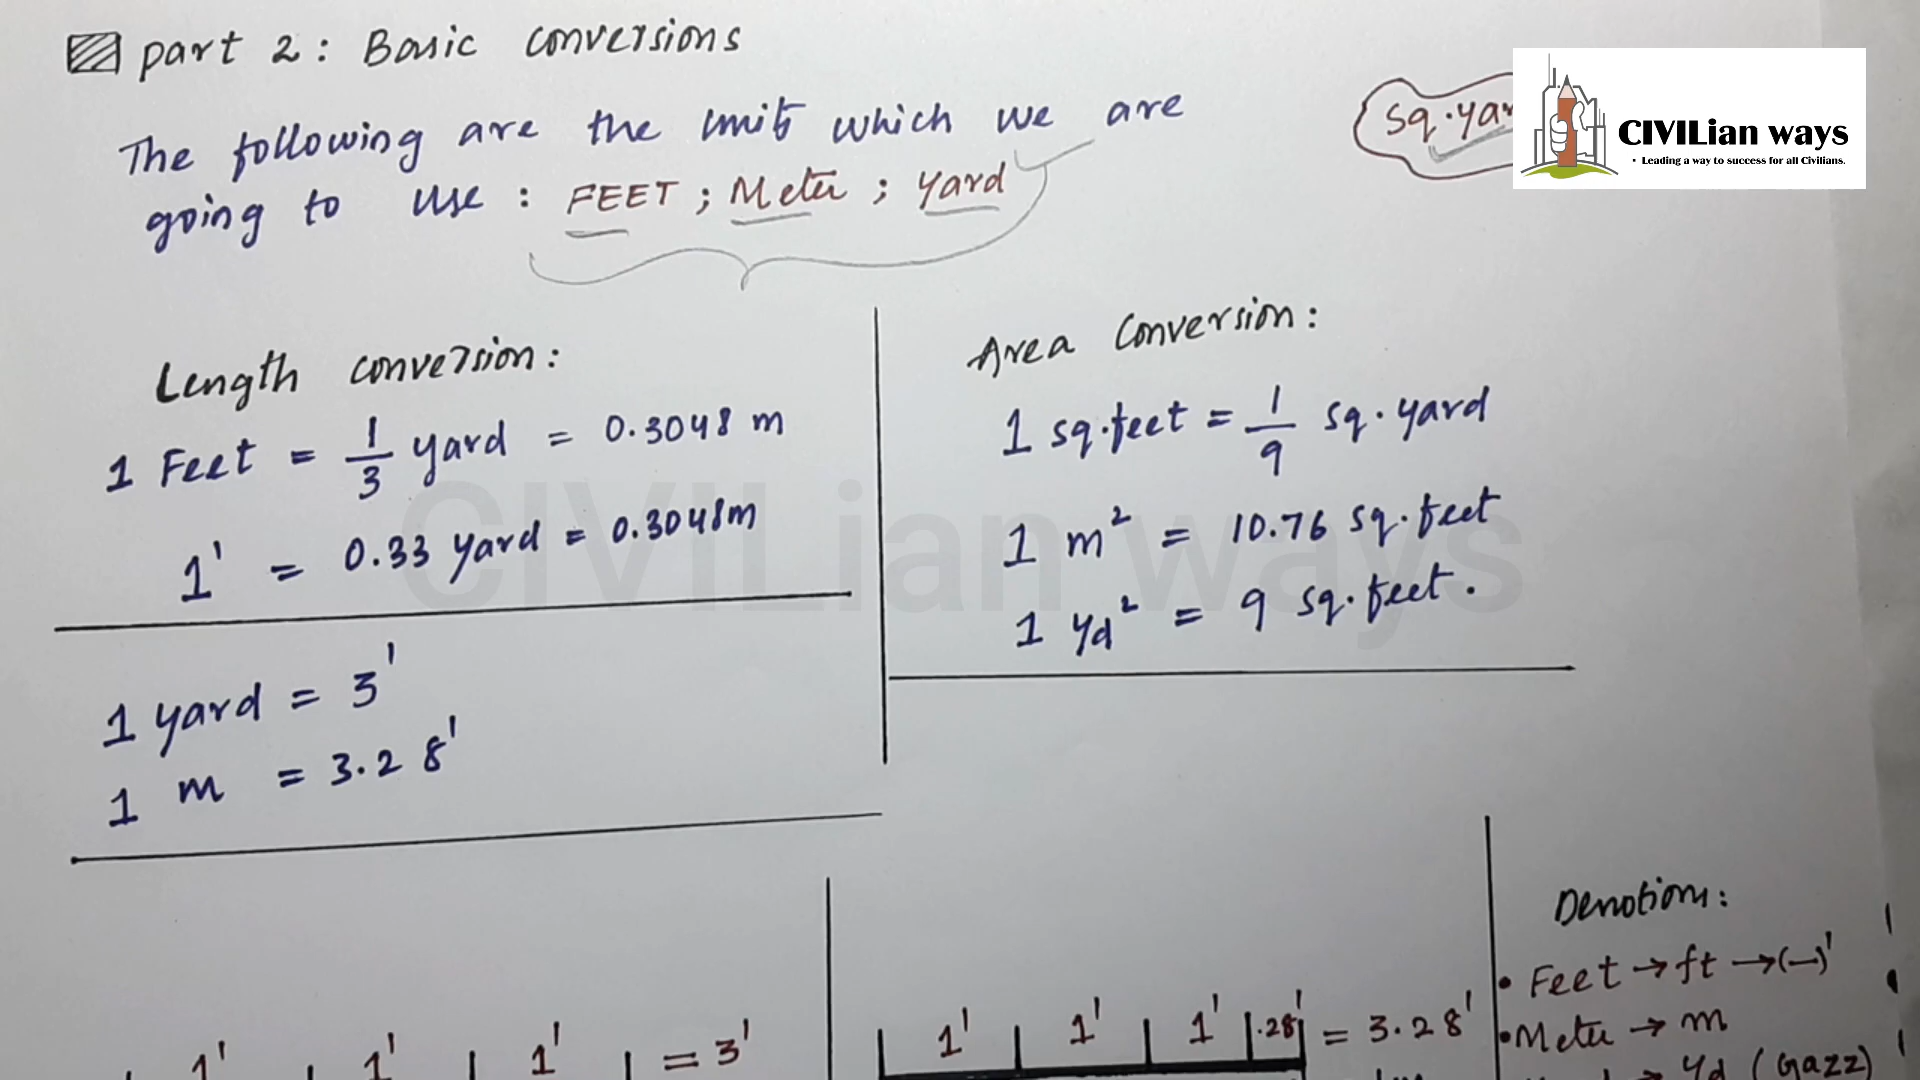 part 2: Basic conversions
The following are the units which we are
going to use : FEET ; Meter ; Yard
Sq.yar
CIVILian ways
• Leading a way to success for all Civilians.
Length conversion:
1 Feet = 1/3 yard = 0.3048 m
1' = 0.33 yard = 0.3048m
1 yard = 3'
1 m = 3.28'
Area Conversion:
1 sq.feet = 1/9 sq.yard
1 m² = 10.76 sq.feet
1 yd² = 9 sq.feet.
CIVILian ways
1' 1' 1' = 3'
1' 1' 1' .28' = 3.28'
Denotions:
• Feet → ft → (—)'
• Meter → m
→ yd (Gazz)